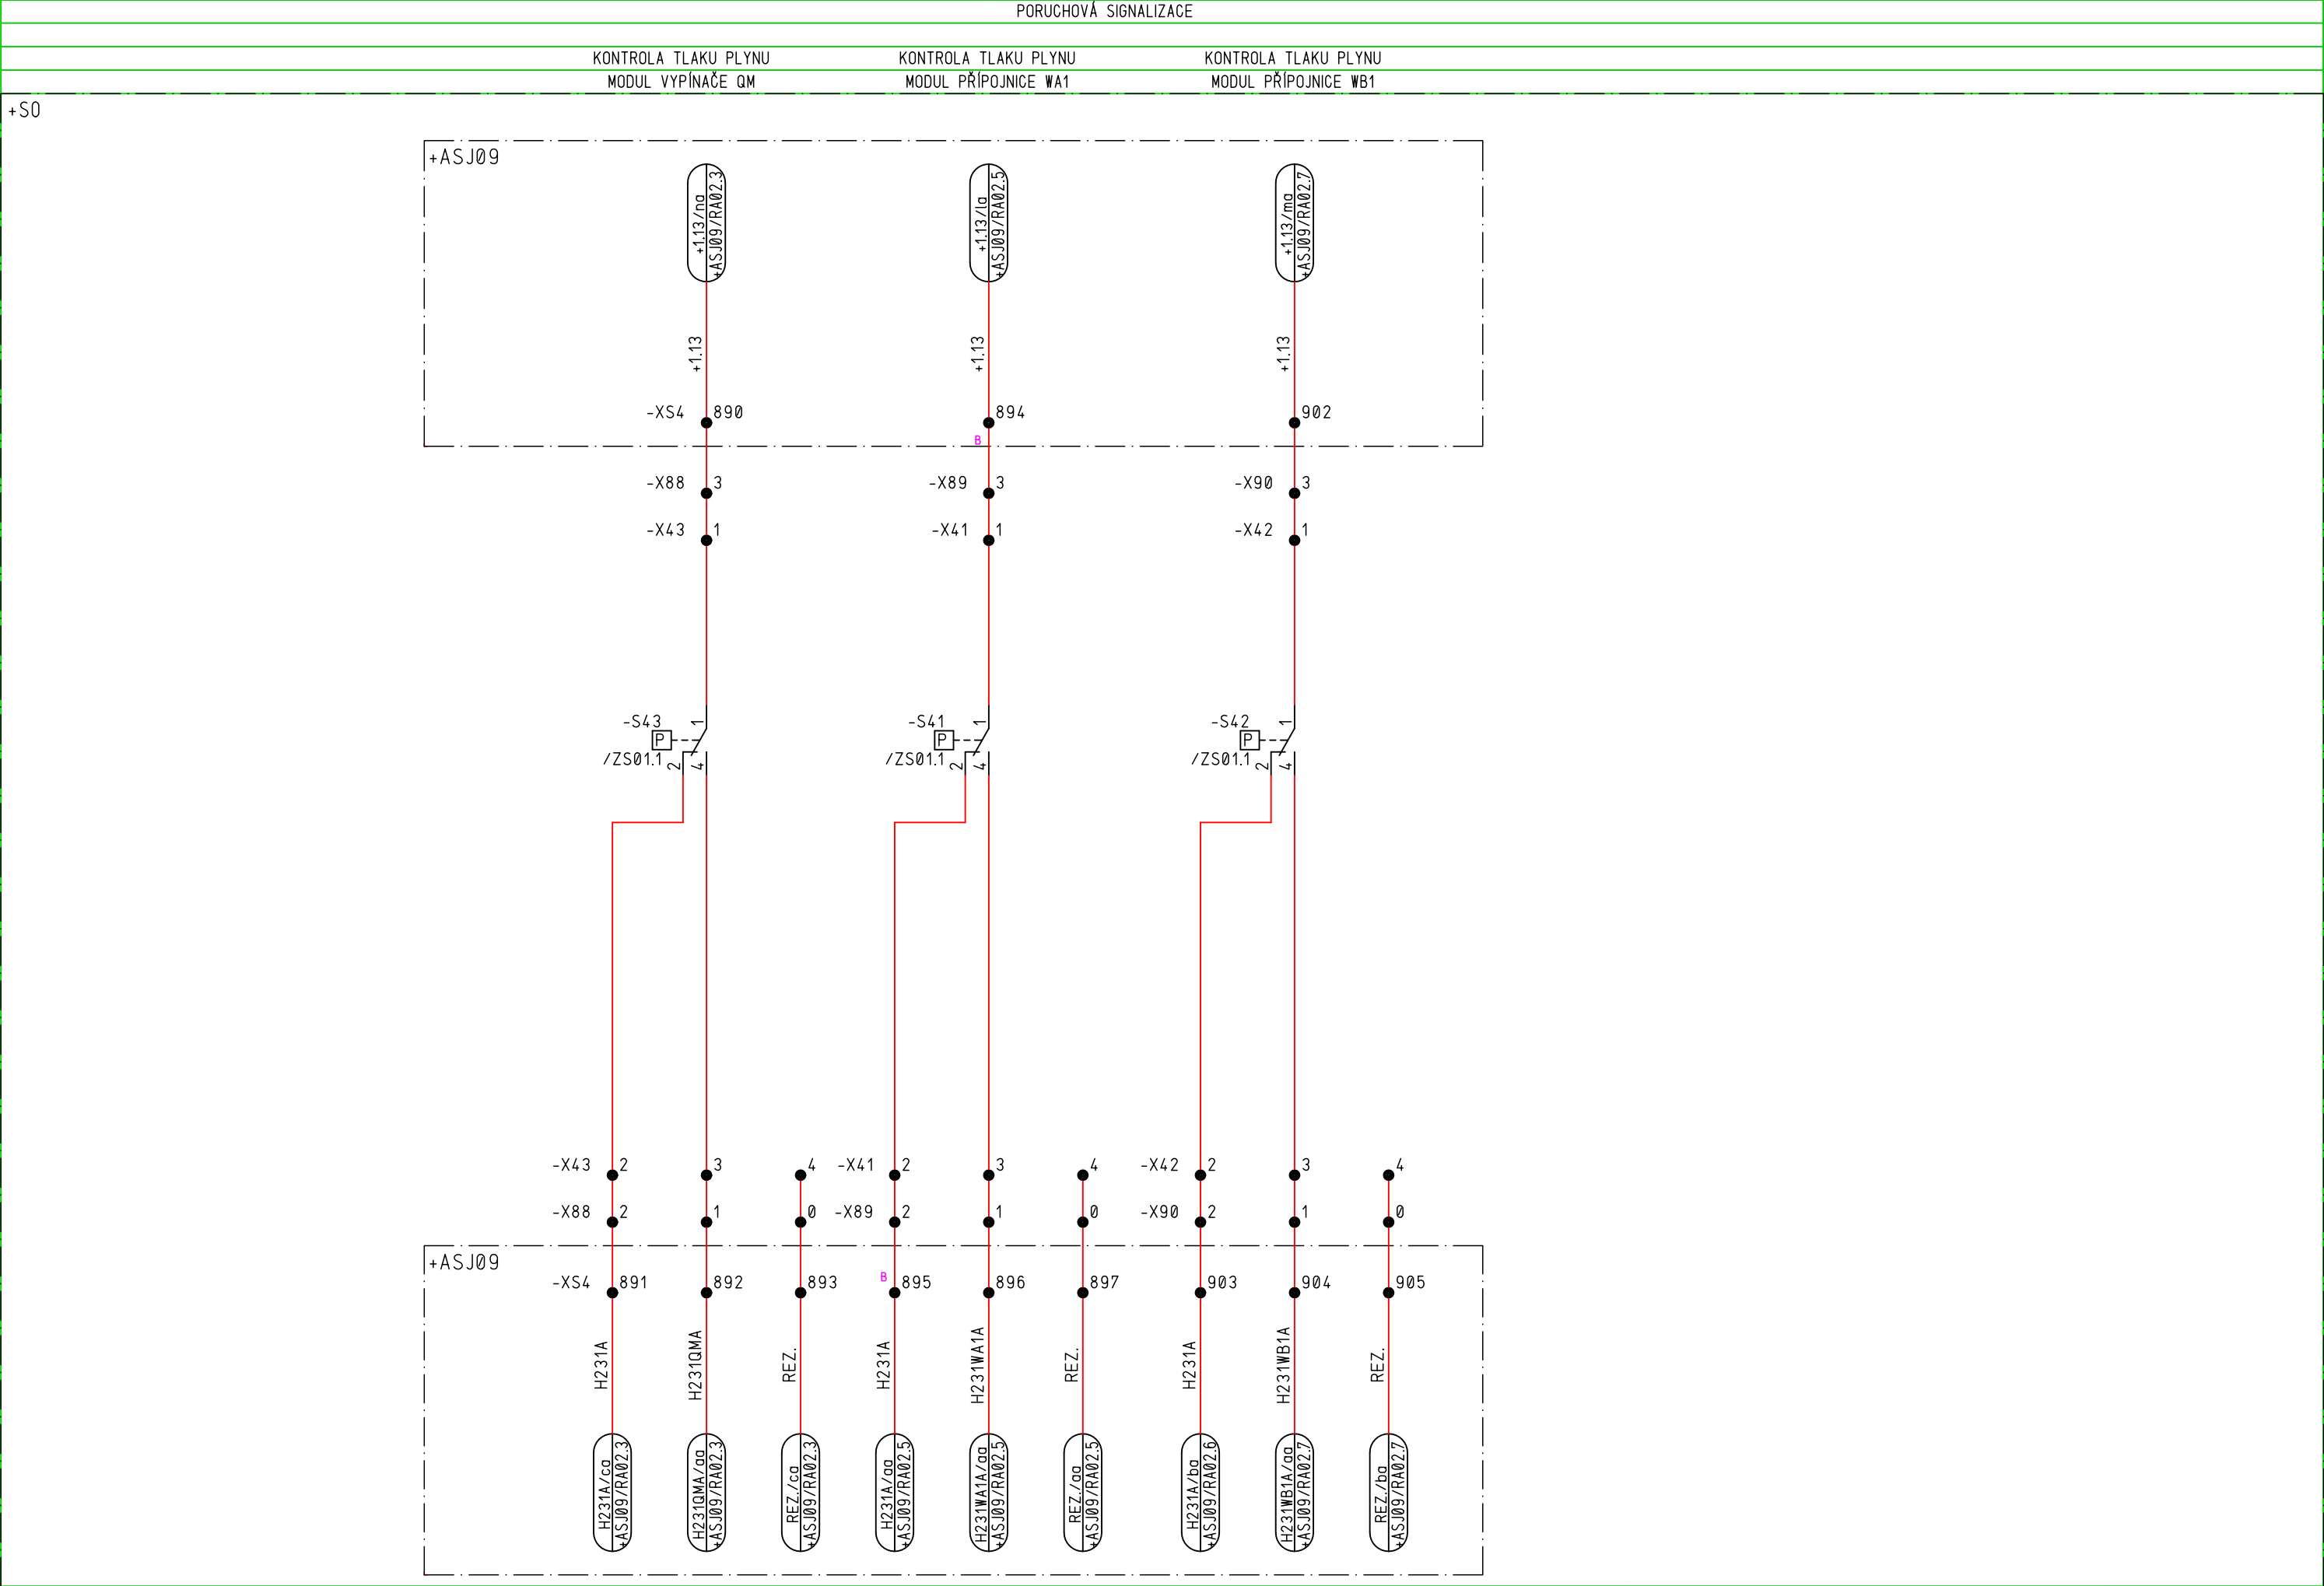 PORUCHOVÁ SIGNALIZACE
KONTROLA TLAKU PLYNU KONTROLA TLAKU PLYNU KONTROLA TLAKU PLYNU
MODUL VYPÍNAČE QM MODUL PŘÍPOJNICE WA1 MODUL PŘÍPOJNICE WB1
+S0
+ASJ09
+1.13/na +1.13/la +1.13/ma
+ASJ09/RA02.3 +ASJ09/RA02.5 +ASJ09/RA02.7
+1.13 +1.13 +1.13
-XS4 890 894 902
B
-X88 3 -X89 3 -X90 3
-X43 1 -X41 1 -X42 1
-S43 1 -S41 1 -S42 1
P P P
/ZS01.1 2 4 /ZS01.1 2 4 /ZS01.1 2 4
-X43 2 3 4 -X41 2 3 4 -X42 2 3 4
-X88 2 1 0 -X89 2 1 0 -X90 2 1 0
+ASJ09
-XS4 891 892 893 B 895 896 897 903 904 905
H231A H231QMA REZ. H231A H231WA1A REZ. H231A H231WB1A REZ.
H231A/ca H231QMA/aa REZ./ca H231A/aa H231WA1A/aa REZ./aa H231A/ba H231WB1A/aa REZ./ba
+ASJ09/RA02.3 +ASJ09/RA02.3 +ASJ09/RA02.3 +ASJ09/RA02.5 +ASJ09/RA02.5 +ASJ09/RA02.5 +ASJ09/RA02.6 +ASJ09/RA02.7 +ASJ09/RA02.7